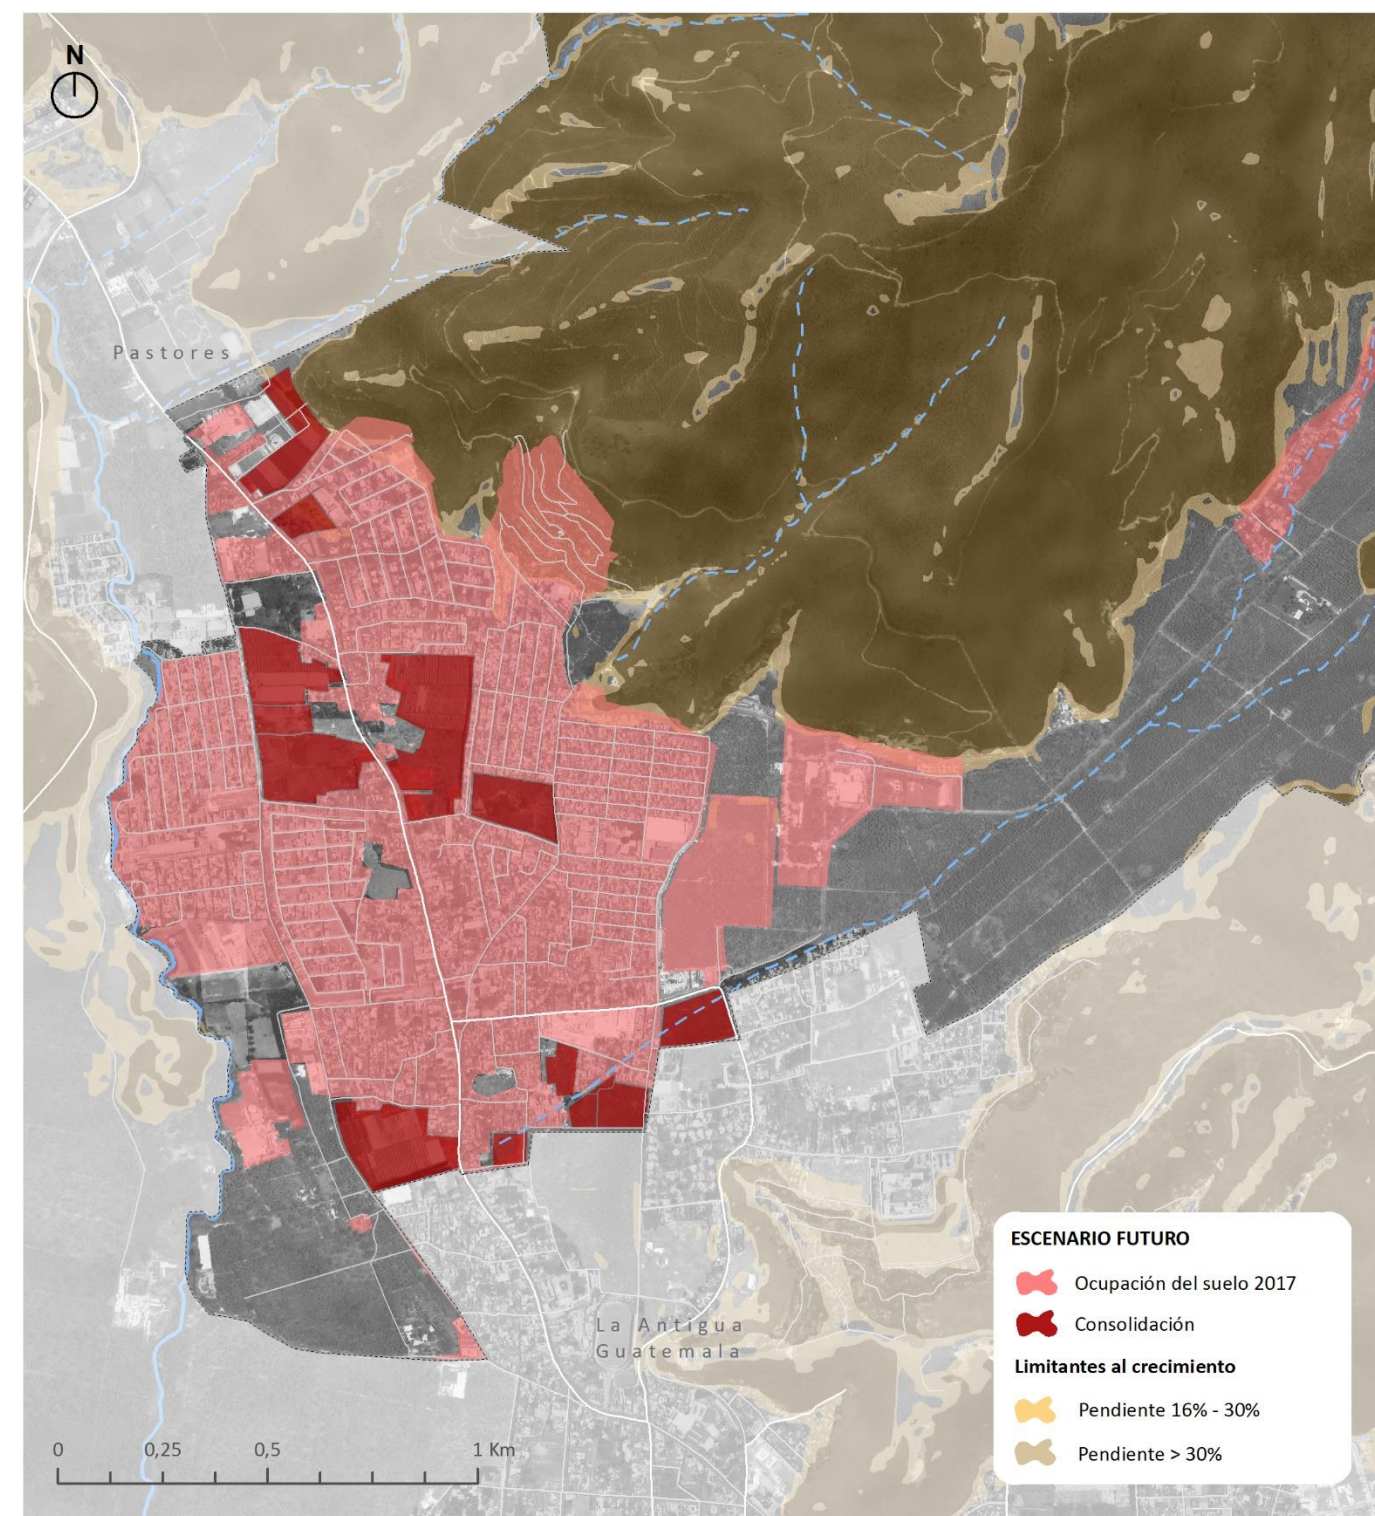 N
Pastores
La Antigua
Guatemala
ESCENARIO FUTURO
Ocupación del suelo 2017
Consolidación
Limitantes al crecimiento
Pendiente 16% - 30%
Pendiente > 30%
0 0,25 0,5 1 Km